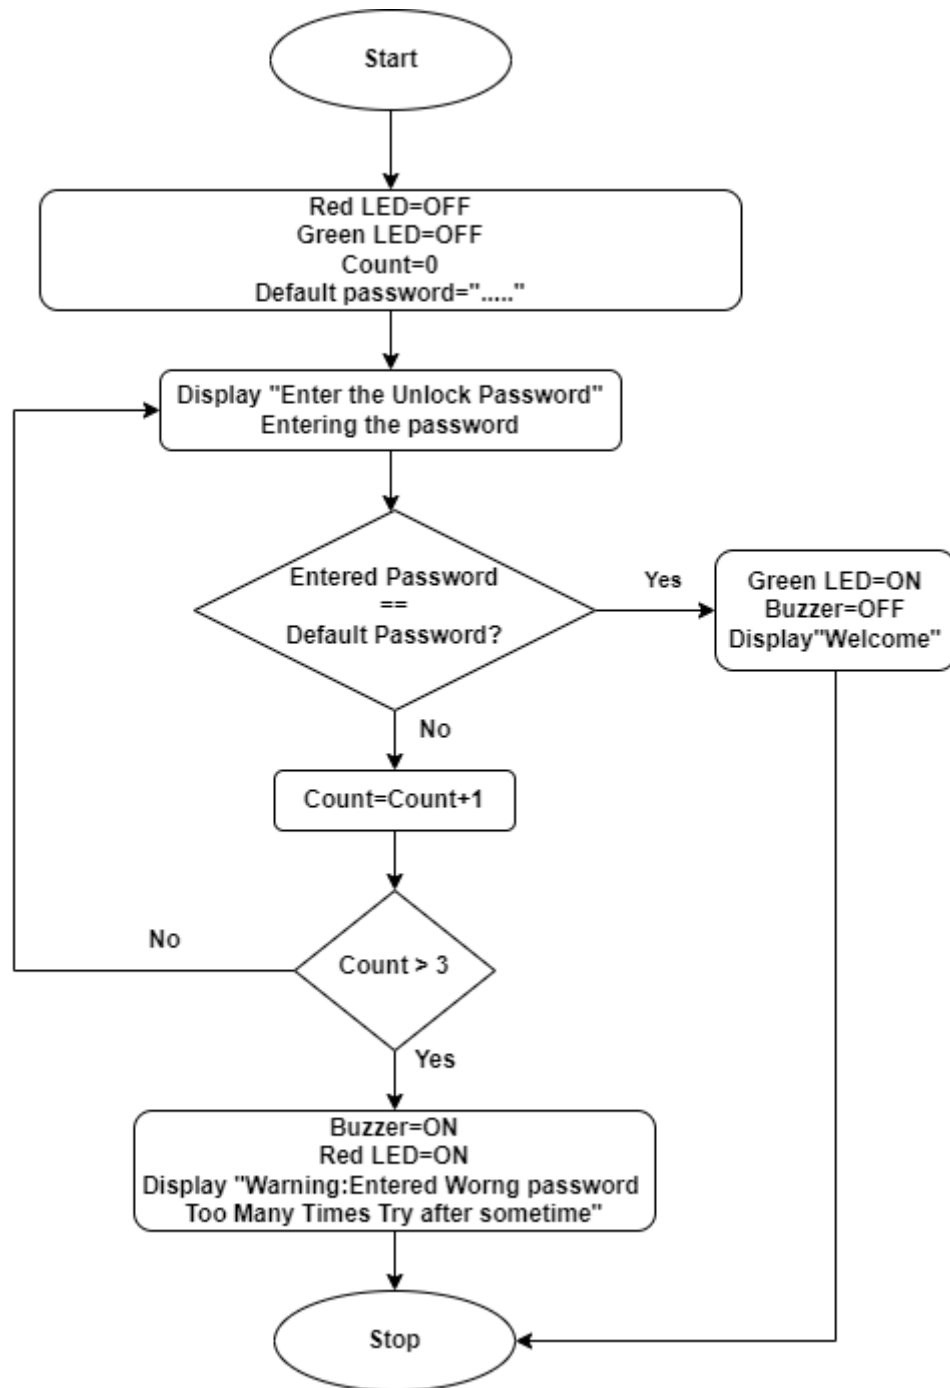 Start
Red LED=OFF
Green LED=OFF
Count=0
Default password="....."
Display "Enter the Unlock Password"
Entering the password
Entered Password
==
Default Password?
Yes
Green LED=ON
Buzzer=OFF
Display"Welcome"
No
Count=Count+1
No
Count > 3
Yes
Buzzer=ON
Red LED=ON
Display "Warning:Entered Worng password
Too Many Times Try after sometime"
Stop